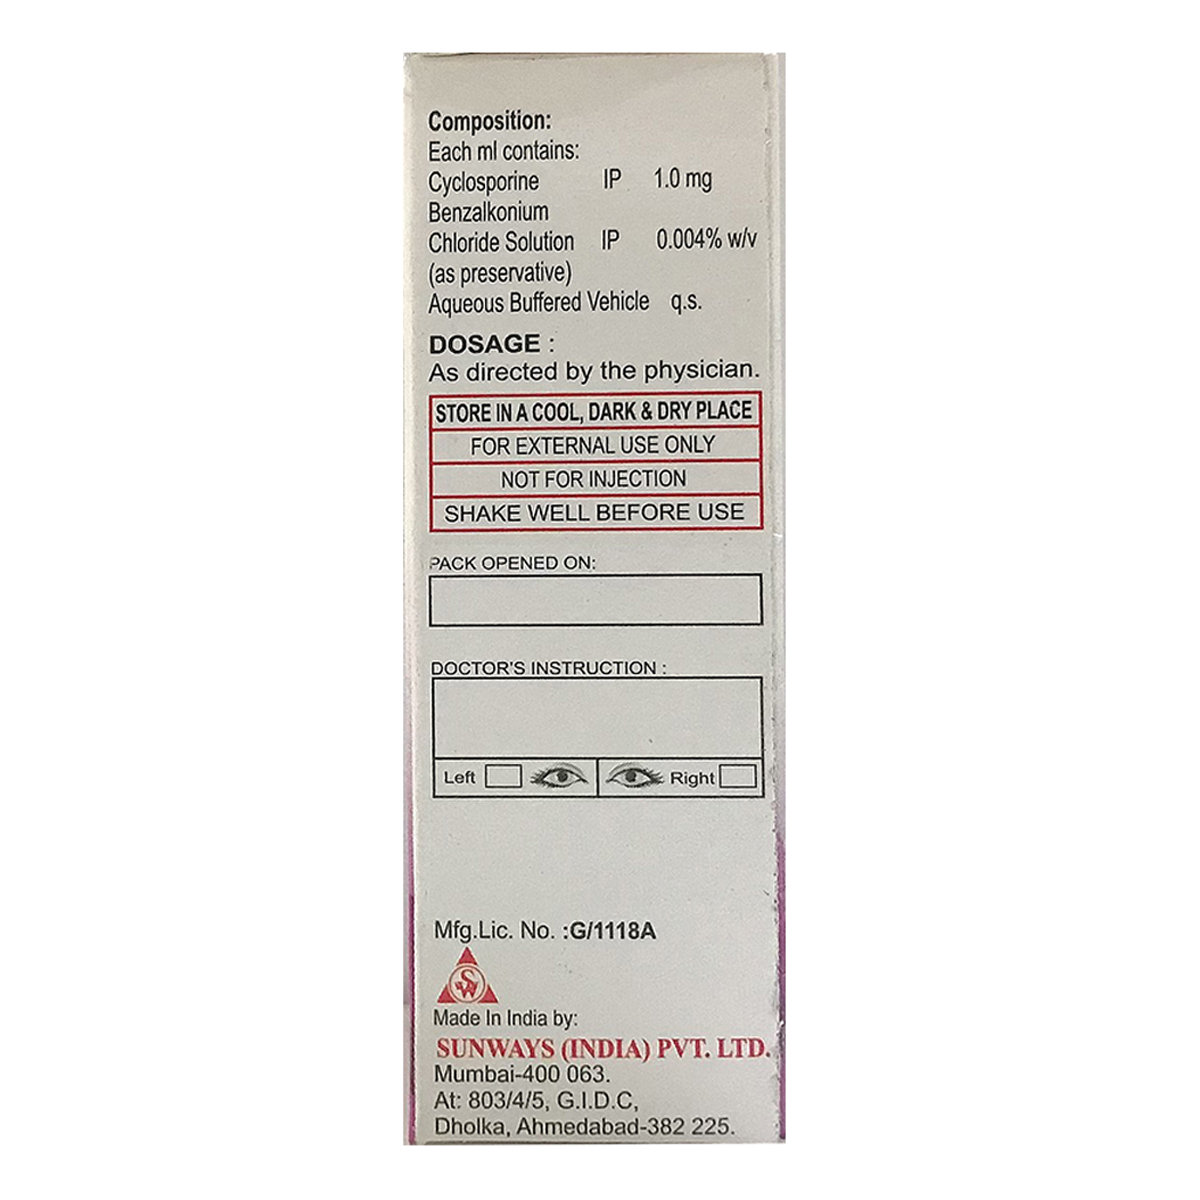 Composition:
Each ml contains:
Cyclosporine IP 1.0 mg
Benzalkonium
Chloride Solution IP 0.004% w/v
(as preservative)
Aqueous Buffered Vehicle q.s.
DOSAGE :
As directed by the physician.
STORE IN A COOL, DARK & DRY PLACE
FOR EXTERNAL USE ONLY
NOT FOR INJECTION
SHAKE WELL BEFORE USE
PACK OPENED ON:
DOCTOR'S INSTRUCTION :
Left Right
Mfg.Lic. No. :G/1118A
SW
Made In India by:
SUNWAYS (INDIA) PVT. LTD.
Mumbai-400 063.
At: 803/4/5, G.I.D.C,
Dholka, Ahmedabad-382 225.